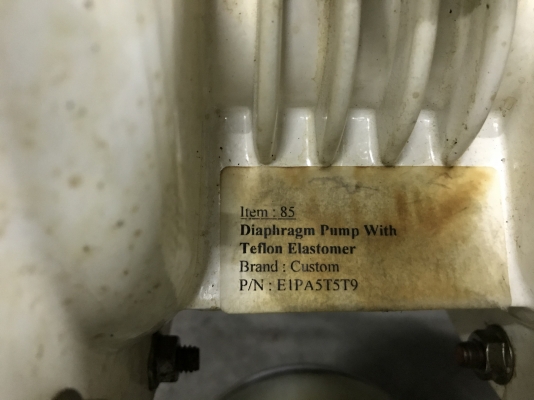 Item : 85
Diaphragm Pump With
Teflon Elastomer
Brand : Custom
P/N : E1PA5T5T9